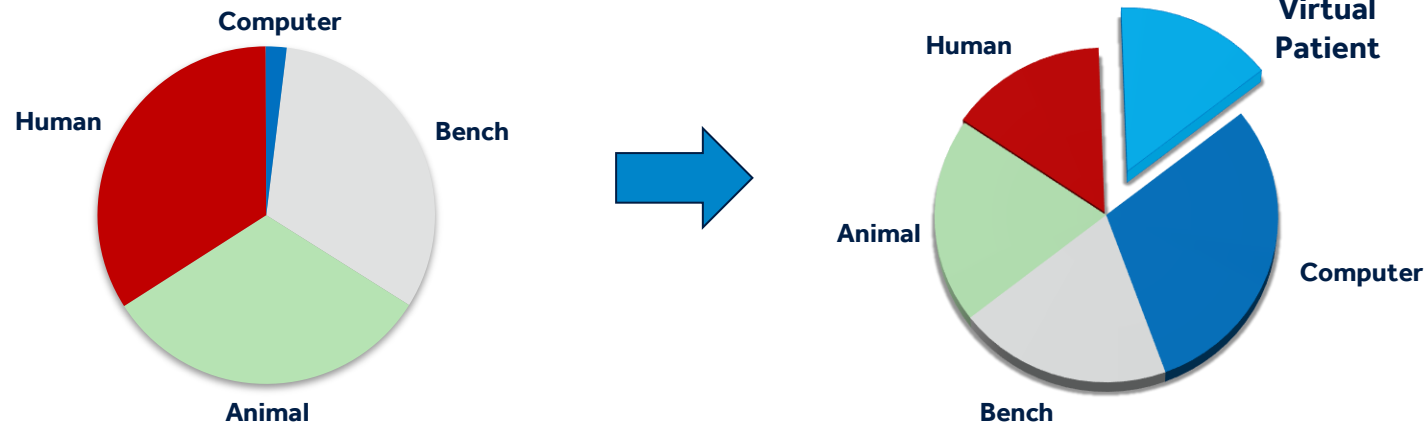 Computer
Human
Bench
Animal
Virtual
Patient
Human
Animal
Computer
Bench